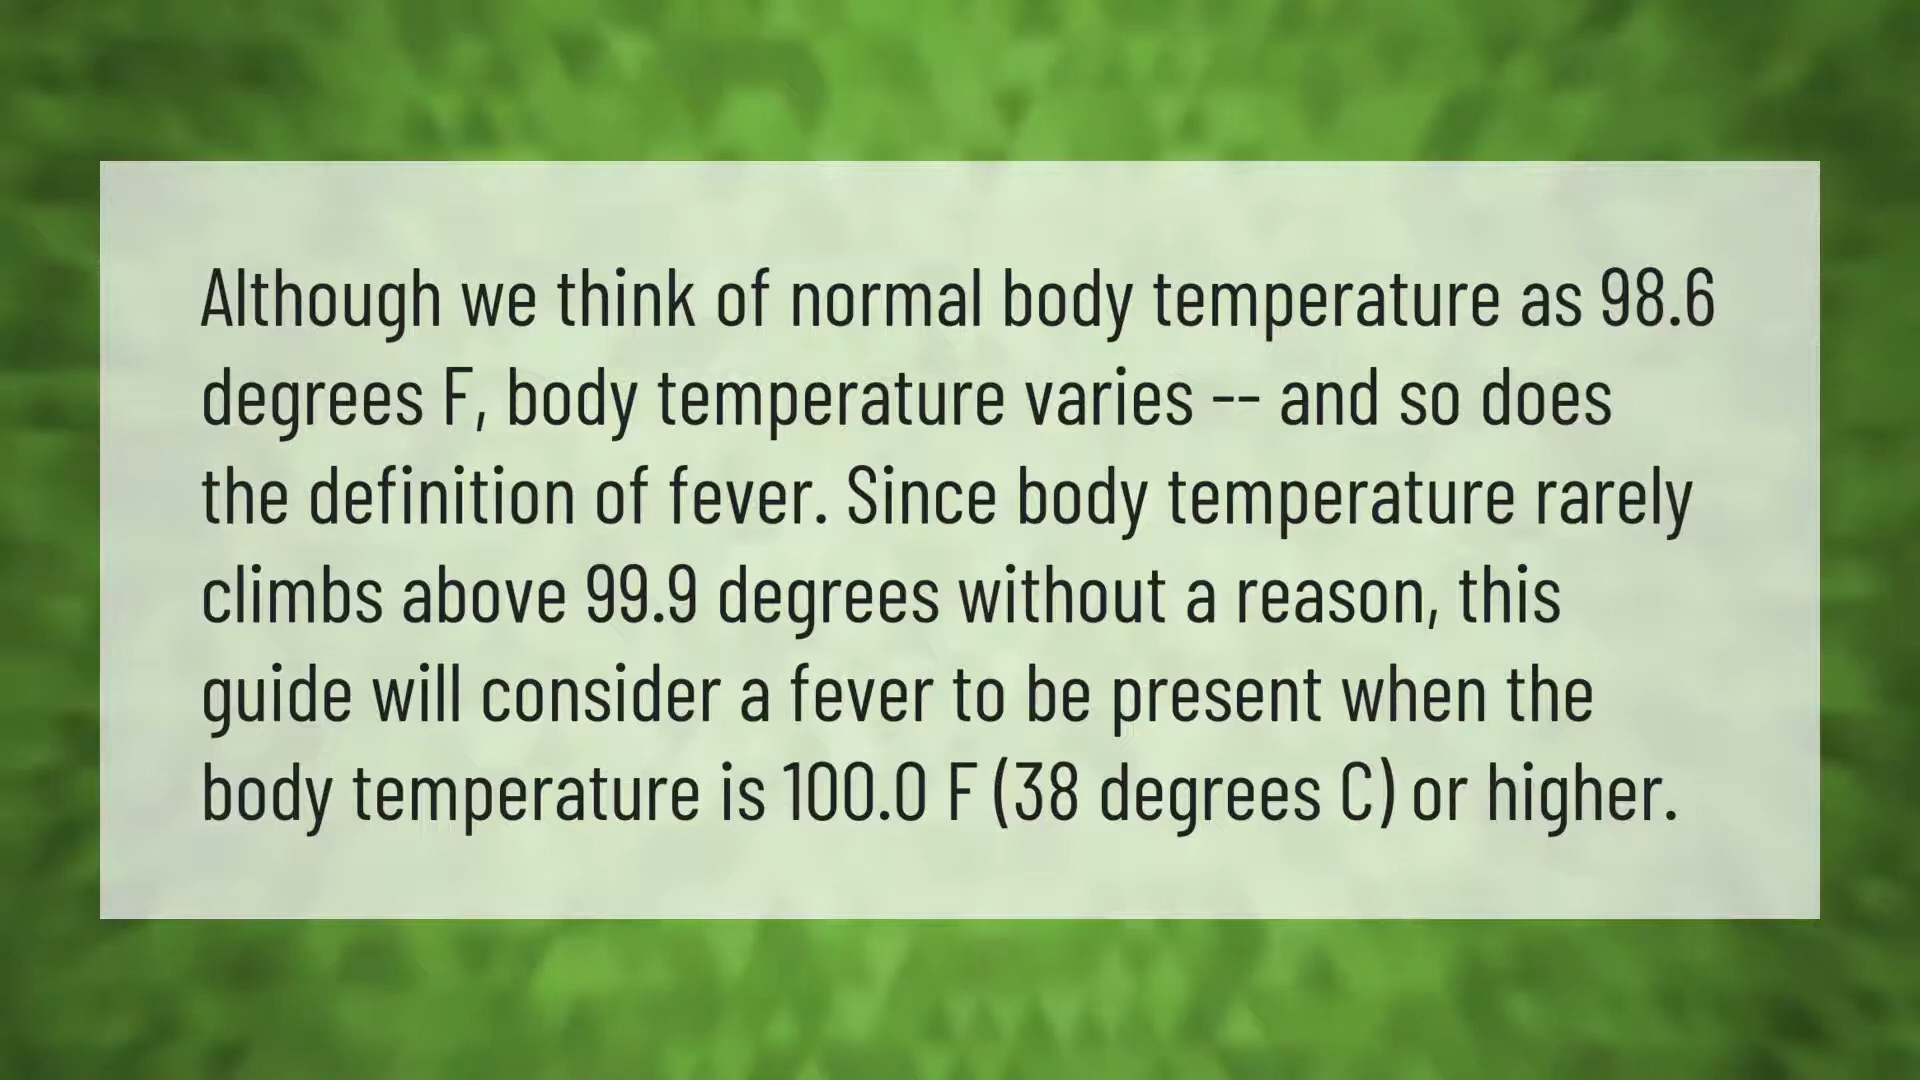 Although we think of normal body temperature as 98.6
degrees F, body temperature varies -- and so does
the definition of fever. Since body temperature rarely
climbs above 99.9 degrees without a reason, this
guide will consider a fever to be present when the
body temperature is 100.0 F (38 degrees C) or higher.